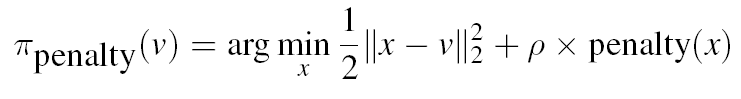 π_penalty(v) = arg min_x 1/2 ‖x − v‖_2^2 + ρ × penalty(x)